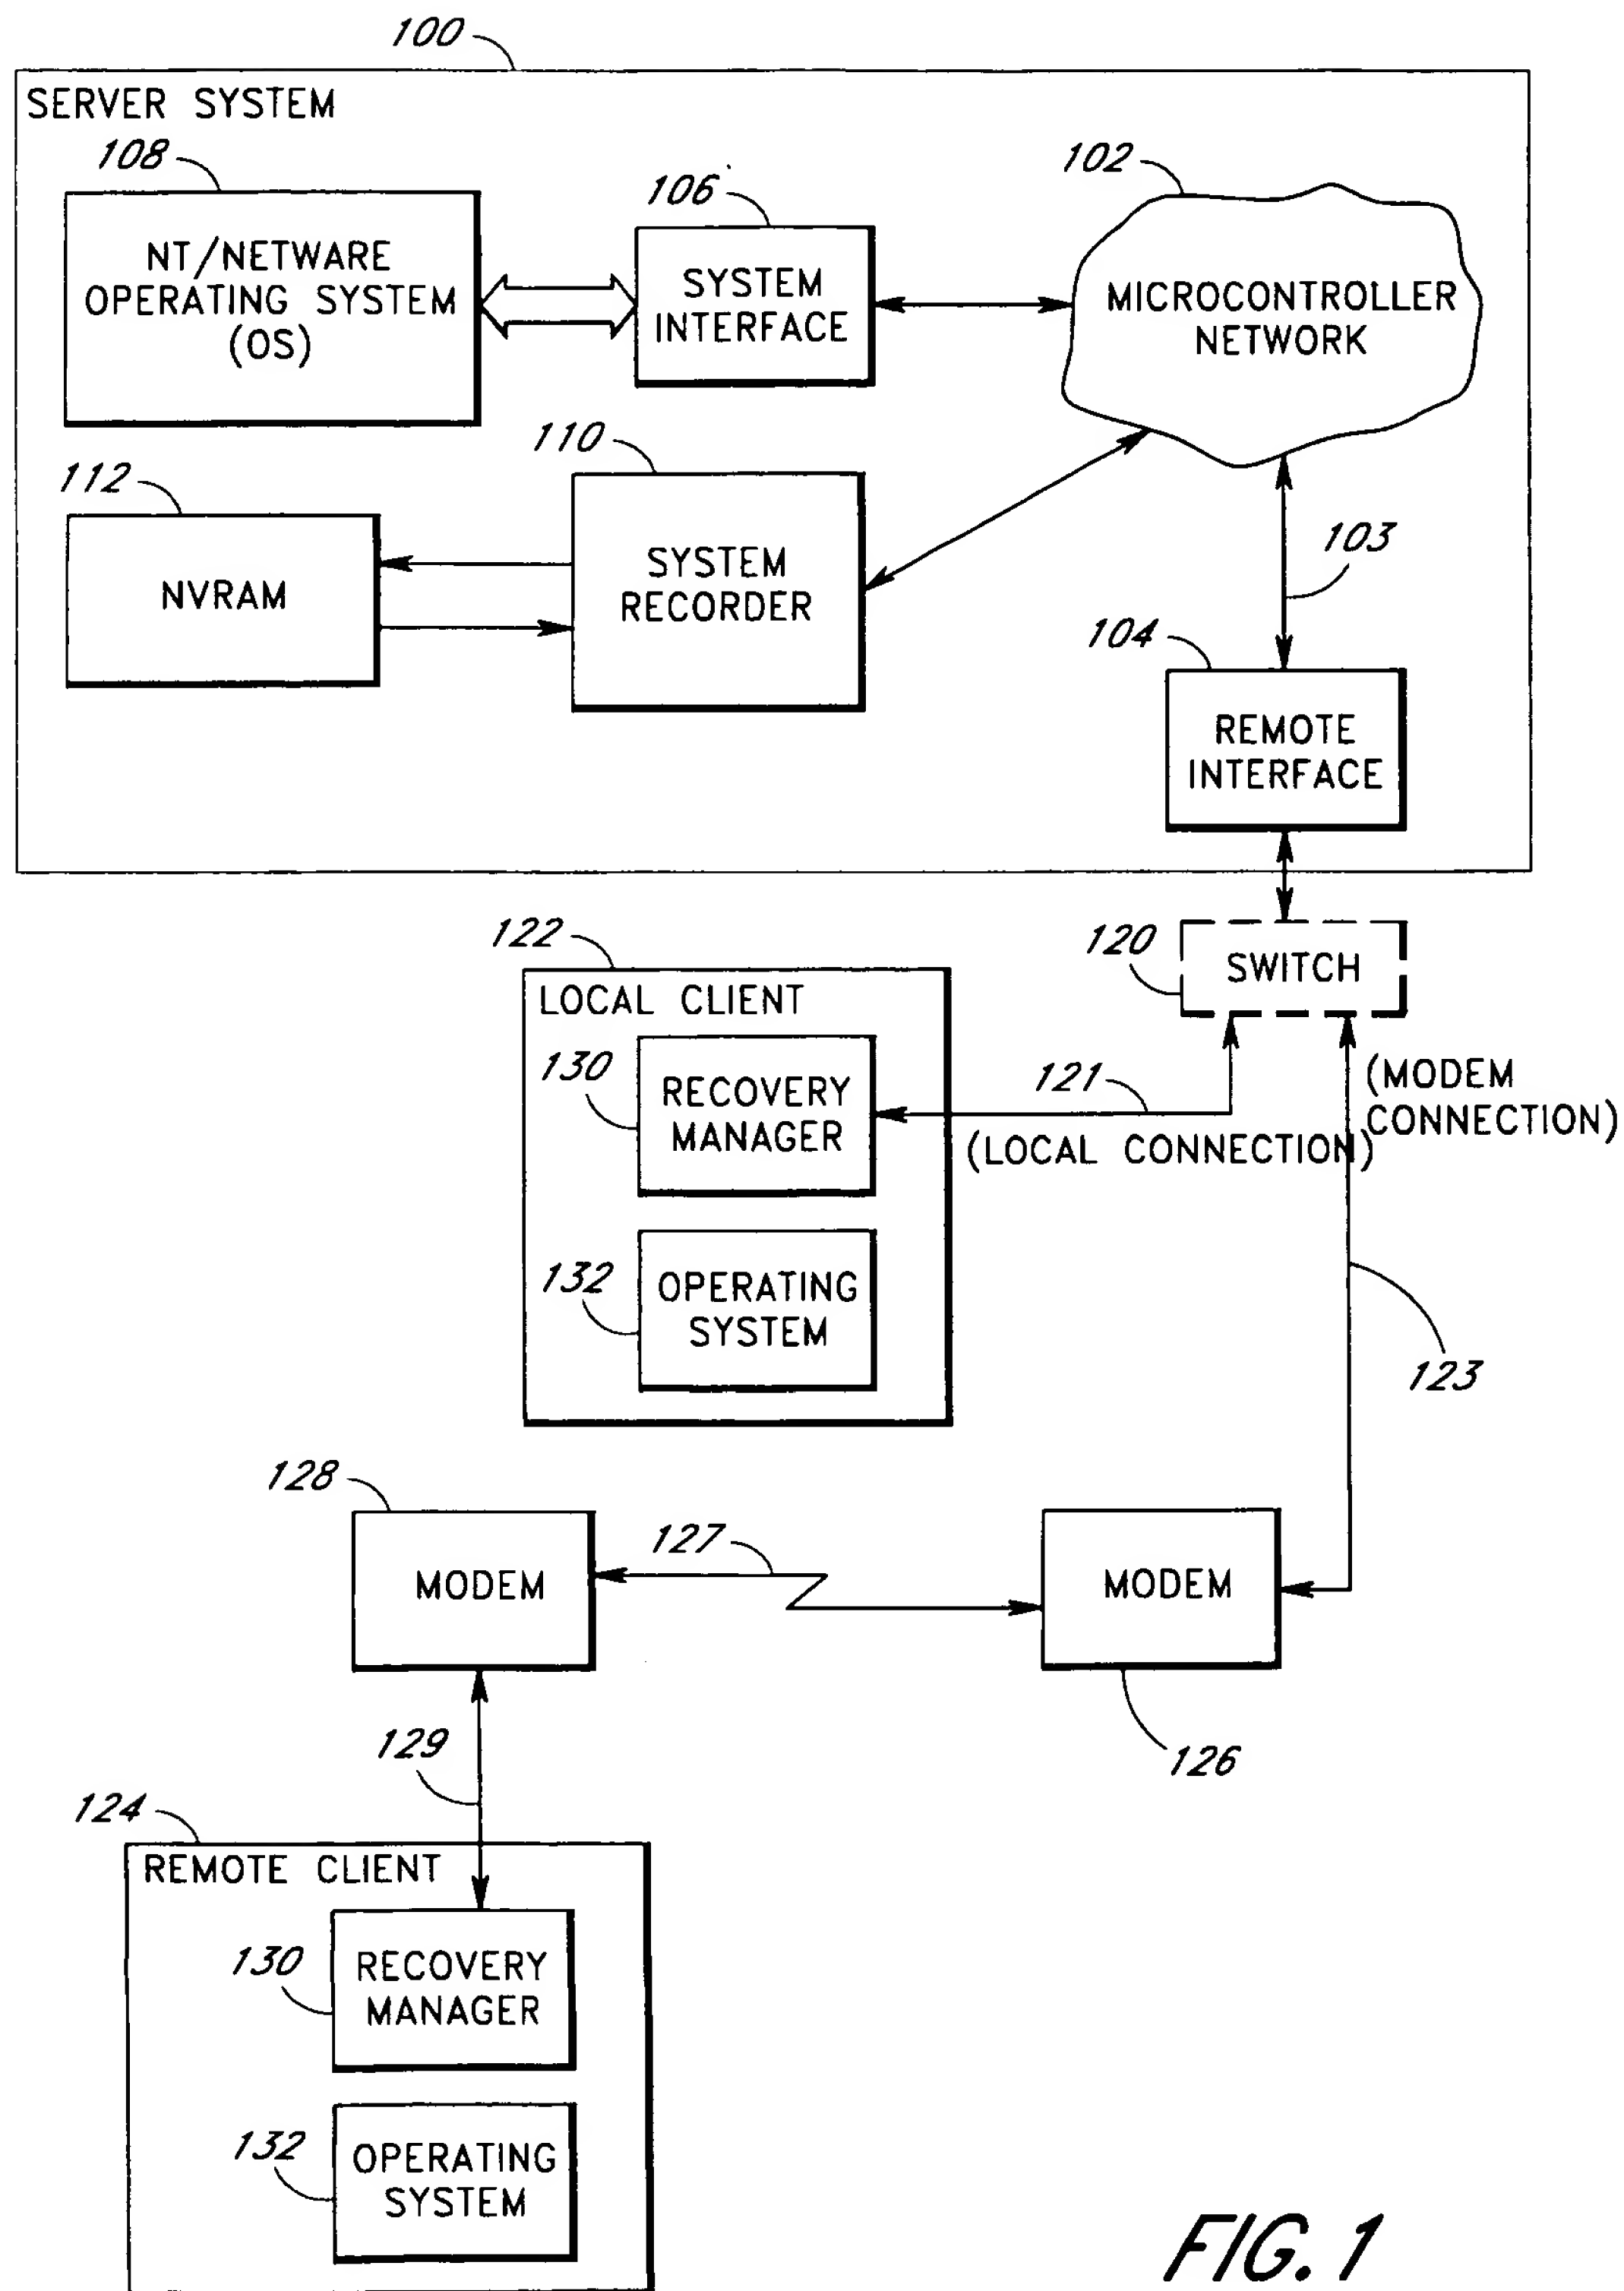 100
SERVER SYSTEM
108
NT/NETWARE
OPERATING SYSTEM
(OS)
106
SYSTEM
INTERFACE
102
MICROCONTROLLER
NETWORK
112
NVRAM
110
SYSTEM
RECORDER
103
104
REMOTE
INTERFACE
120
SWITCH
122
LOCAL CLIENT
130
RECOVERY
MANAGER
121
(LOCAL CONNECTION)
(MODEM
CONNECTION)
132
OPERATING
SYSTEM
123
128
MODEM
127
MODEM
126
129
124
REMOTE CLIENT
130
RECOVERY
MANAGER
132
OPERATING
SYSTEM
FIG. 1